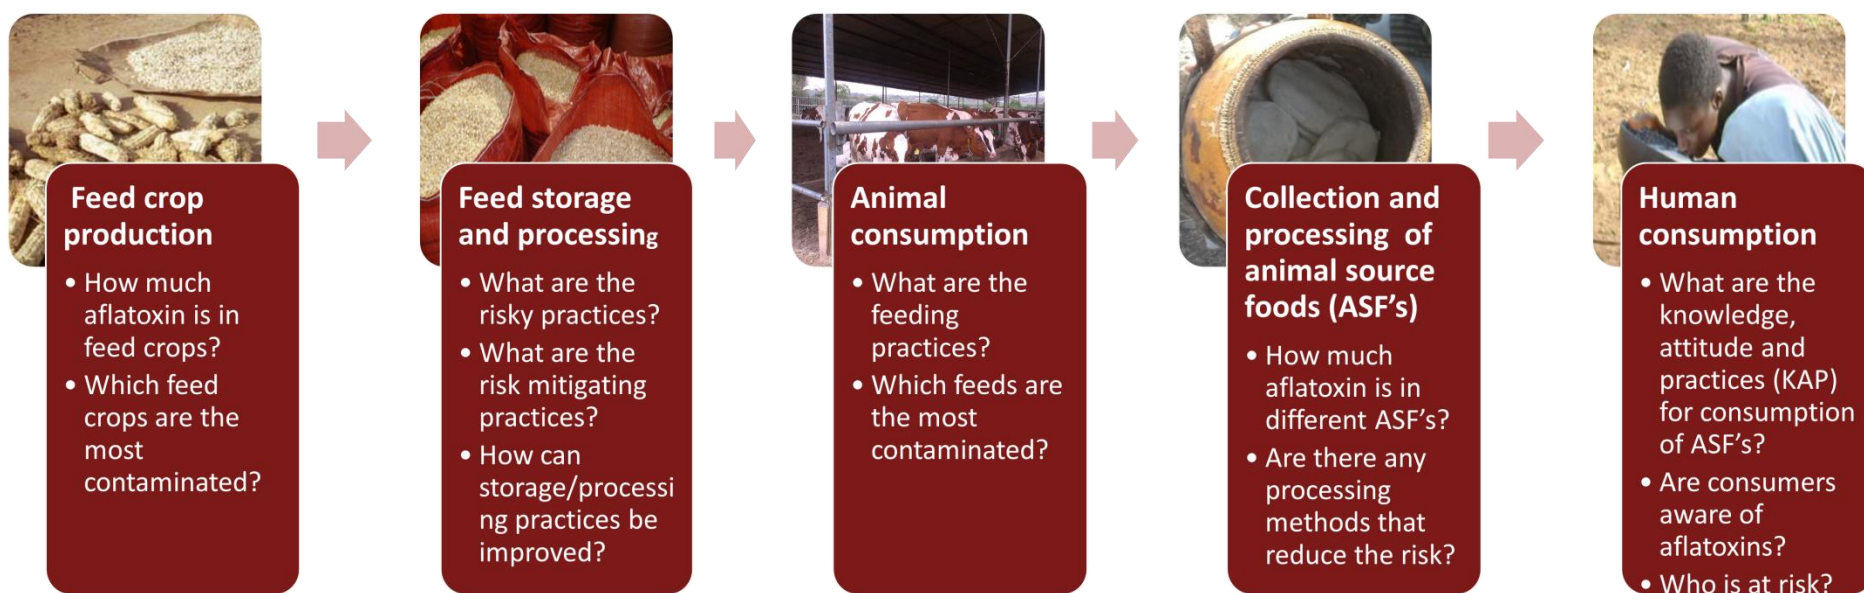 Feed crop
production
• How much
aflatoxin is in
feed crops?
• Which feed
crops are the
most
contaminated?
Feed storage
and processing
• What are the
risky practices?
• What are the
risk mitigating
practices?
• How can
storage/processi
ng practices be
improved?
Animal
consumption
• What are the
feeding
practices?
• Which feeds are
the most
contaminated?
Collection and
processing of
animal source
foods (ASF’s)
• How much
aflatoxin is in
different ASF’s?
• Are there any
processing
methods that
reduce the risk?
Human
consumption
• What are the
knowledge,
attitude and
practices (KAP)
for consumption
of ASF’s?
• Are consumers
aware of
aflatoxins?
• Who is at risk?